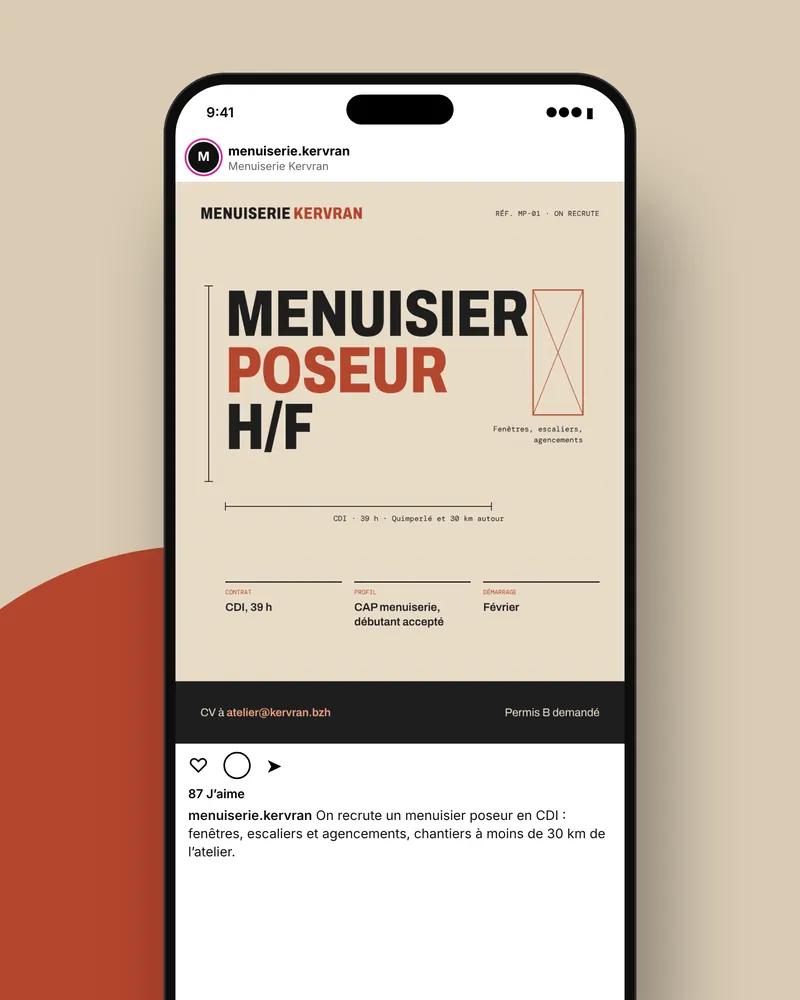 9:41
M
menuiserie.kervran
Menuiserie Kervran
MENUISERIE KERVRAN
RÉF. MP-01 · ON RECRUTE
MENUISIER
POSEUR
H/F
Fenêtres, escaliers,
agencements
CDI · 39 h · Quimperlé et 30 km autour
CONTRAT
CDI, 39 h
PROFIL
CAP menuiserie,
débutant accepté
DÉMARRAGE
Février
CV à atelier@kervran.bzh
Permis B demandé
87 J’aime
menuiserie.kervran On recrute un menuisier poseur en CDI :
fenêtres, escaliers et agencements, chantiers à moins de 30 km de
l’atelier.